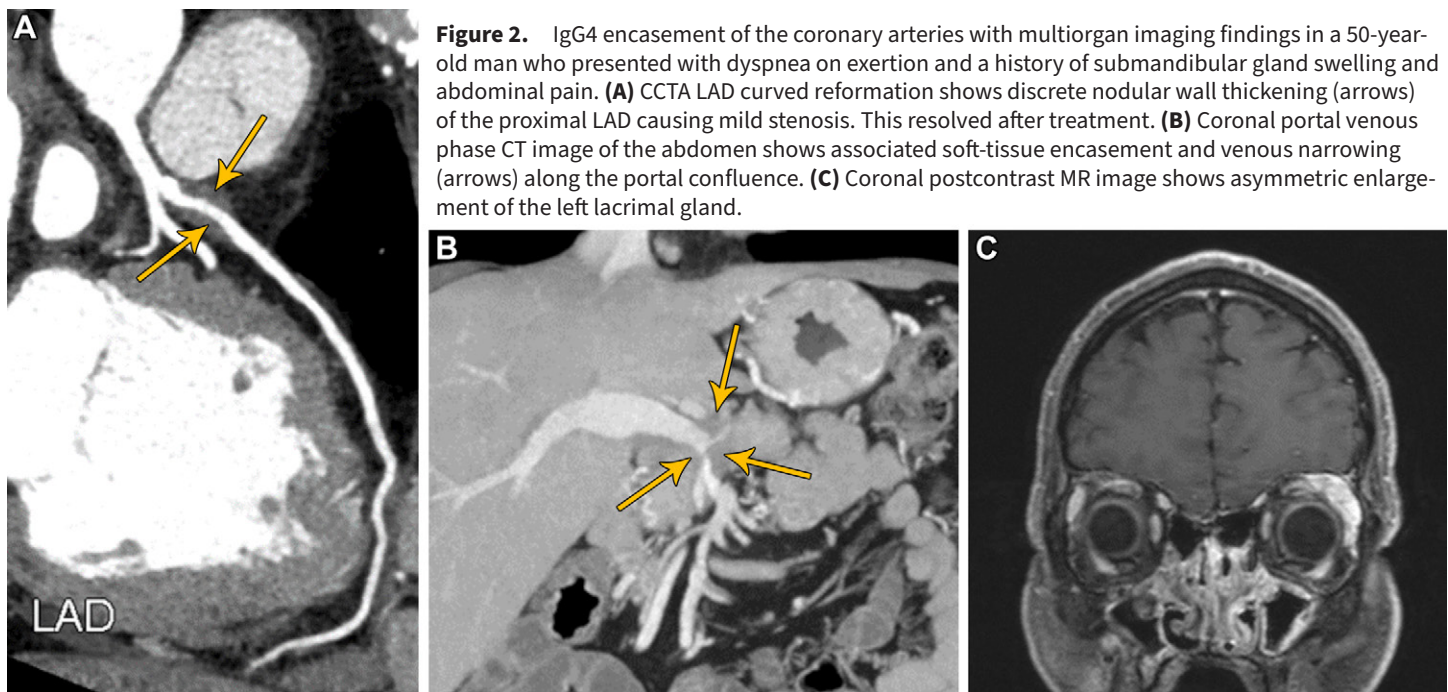 A
Figure 2. IgG4 encasement of the coronary arteries with multiorgan imaging findings in a 50-year-
old man who presented with dyspnea on exertion and a history of submandibular gland swelling and
abdominal pain. (A) CCTA LAD curved reformation shows discrete nodular wall thickening (arrows)
of the proximal LAD causing mild stenosis. This resolved after treatment. (B) Coronal portal venous
phase CT image of the abdomen shows associated soft-tissue encasement and venous narrowing
(arrows) along the portal confluence. (C) Coronal postcontrast MR image shows asymmetric enlarge-
ment of the left lacrimal gland.
B
C
LAD